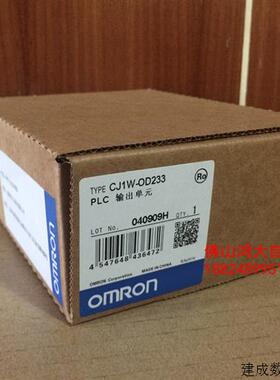 TYPE CJ1W-OD233
PLC 输出单元
LOT No. 040909H QTY. 1
4 547648 436472
OMRON Corporation MADE IN CHINA
OMRON
建成数